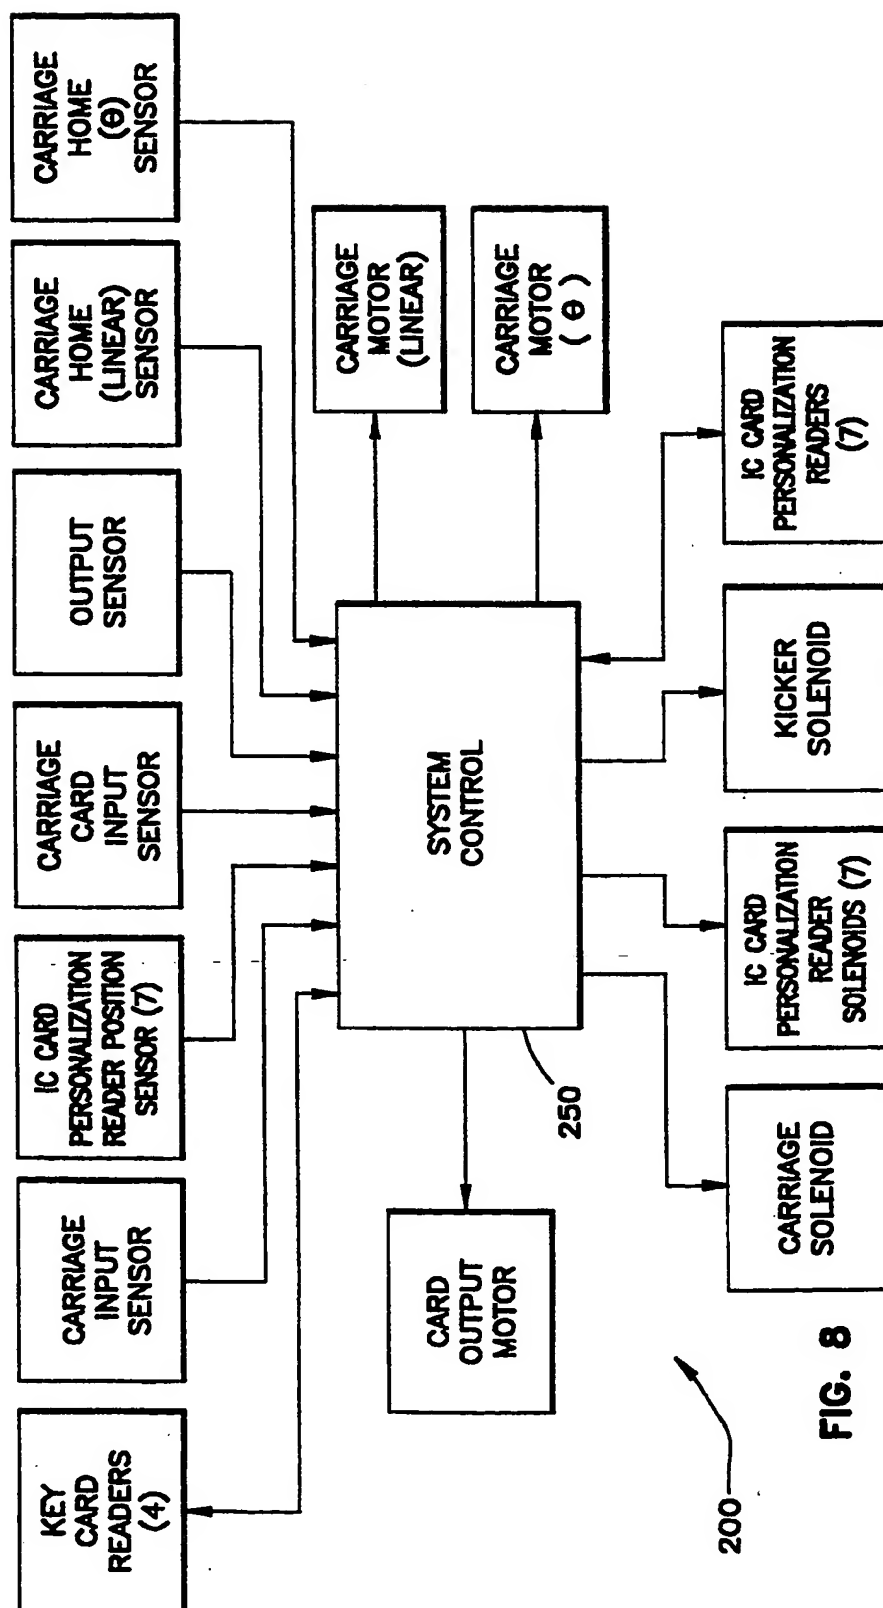 KEY
CARD
READERS
(4)
CARRIAGE
INPUT
SENSOR
IC CARD
PERSONALIZATION
READER POSITION
SENSOR (7)
CARRIAGE
CARD
INPUT
SENSOR
OUTPUT
SENSOR
CARRIAGE
HOME
(LINEAR)
SENSOR
CARRIAGE
HOME
(θ)
SENSOR
CARD
OUTPUT
MOTOR
SYSTEM
CONTROL
250
CARRIAGE
MOTOR
(LINEAR)
CARRIAGE
MOTOR
(θ)
CARRIAGE
SOLENOID
IC CARD
PERSONALIZATION
READER
SOLENOIDS (7)
KICKER
SOLENOID
IC CARD
PERSONALIZATION
READERS
(7)
200
FIG. 8